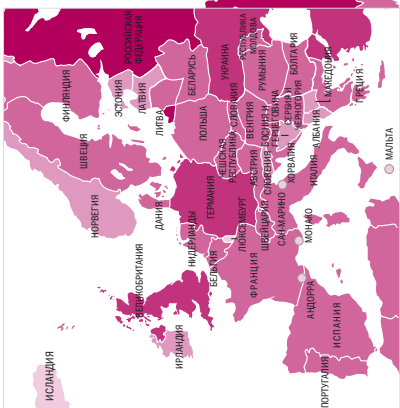 РОССИЙСКАЯ
ФЕДЕРАЦИЯ
ФИНЛЯНДИЯ
ЭСТОНИЯ
ЛАТВИЯ
ЛИТВА
БЕЛАРУСЬ
УКРАИНА
РЕСПУБЛИКА
МОЛДОВА
РУМЫНИЯ
БОЛГАРИЯ
МАКЕДОНИЯ
ГРЕЦИЯ
ШВЕЦИЯ
ПОЛЬША
СЛОВАКИЯ
ВЕНГРИЯ
БОСНИЯ И
ГЕРЦЕГОВИНА
СЕРБИЯ И
ЧЕРНОГОРИЯ
АЛБАНИЯ
ЧЕШСКАЯ
РЕСПУБЛИКА
АВСТРИЯ
СЛОВЕНИЯ
ХОРВАТИЯ
ИТАЛИЯ
МАЛЬТА
НОРВЕГИЯ
ДАНИЯ
ГЕРМАНИЯ
НИДЕРЛАНДЫ
ЛЮКСЕМБУРГ
ШВЕЙЦАРИЯ
САН-МАРИНО
МОНАКО
БЕЛЬГИЯ
ФРАНЦИЯ
ВЕЛИКОБРИТАНИЯ
ИРЛАНДИЯ
АНДОРРА
ИСПАНИЯ
ПОРТУГАЛИЯ
ИСЛАНДИЯ